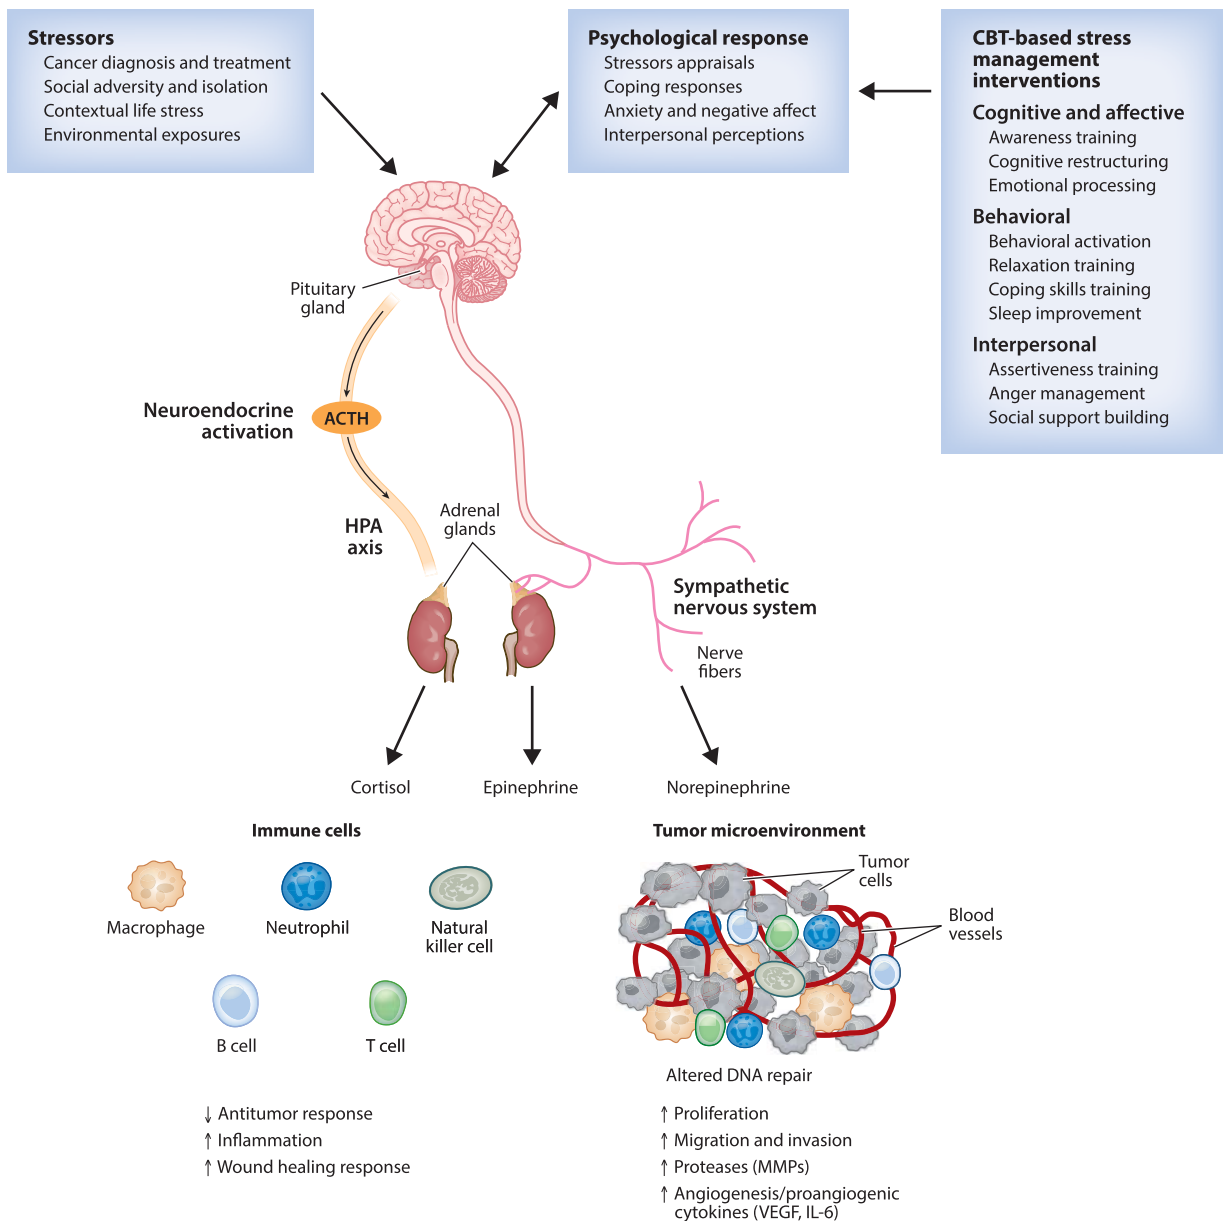 Stressors
Cancer diagnosis and treatment
Social adversity and isolation
Contextual life stress
Environmental exposures
Psychological response
Stressors appraisals
Coping responses
Anxiety and negative affect
Interpersonal perceptions
CBT-based stress
management
interventions
Cognitive and affective
Awareness training
Cognitive restructuring
Emotional processing
Behavioral
Behavioral activation
Relaxation training
Coping skills training
Sleep improvement
Interpersonal
Assertiveness training
Anger management
Social support building
Pituitary
gland
Neuroendocrine
activation
ACTH
HPA
axis
Adrenal
glands
Sympathetic
nervous system
Nerve
fibers
Cortisol
Epinephrine
Norepinephrine
Immune cells
Macrophage
Neutrophil
Natural
killer cell
B cell
T cell
↓ Antitumor response
↑ Inflammation
↑ Wound healing response
Tumor microenvironment
Tumor
cells
Blood
vessels
Altered DNA repair
↑ Proliferation
↑ Migration and invasion
↑ Proteases (MMPs)
↑ Angiogenesis/proangiogenic
cytokines (VEGF, IL-6)